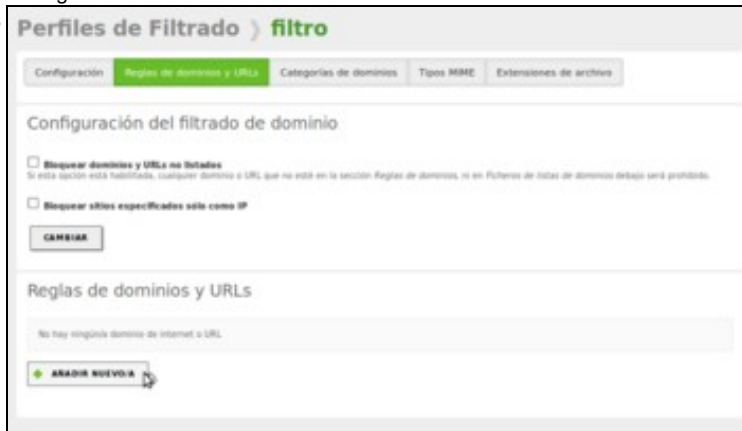 Perfiles de Filtrado ⟩ filtro
Configuración Reglas de dominios y URLs Categorías de dominios Tipos MIME Extensiones de archivo
Configuración del filtrado de dominio
Bloquear dominios y URLs no listados
Si esta opción está habilitada, cualquier dominio o URL que no esté en la sección Reglas de dominios, ni en Ficheros de listas de dominios debajo será prohibido.
Bloquear sitios especificados sólo como IP
CAMBIAR
Reglas de dominios y URLs
No hay ningún/a dominio de internet o URL
AÑADIR NUEVO/A